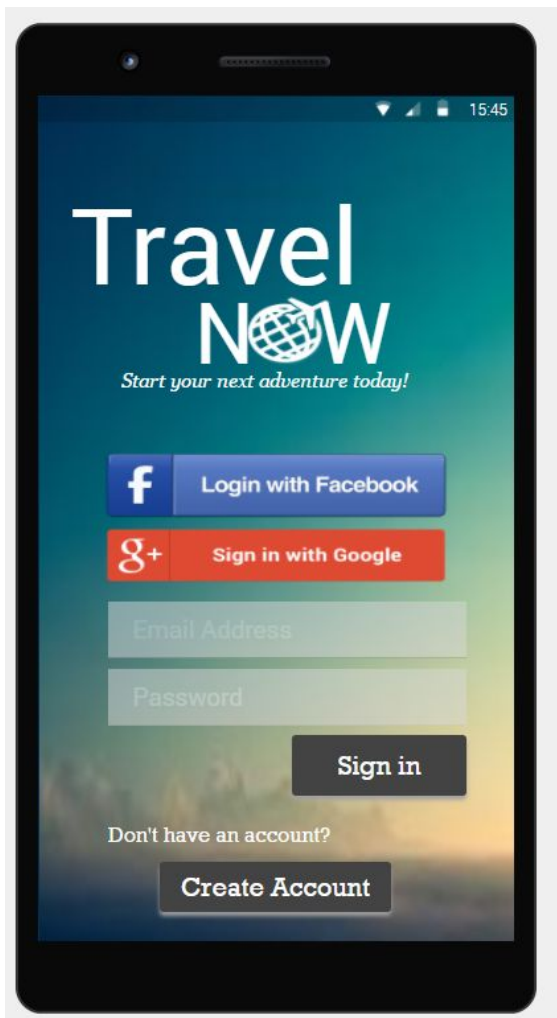 15:45
Travel
NOW
Start your next adventure today!
f Login with Facebook
g+ Sign in with Google
Email Address
Password
Sign in
Don't have an account?
Create Account